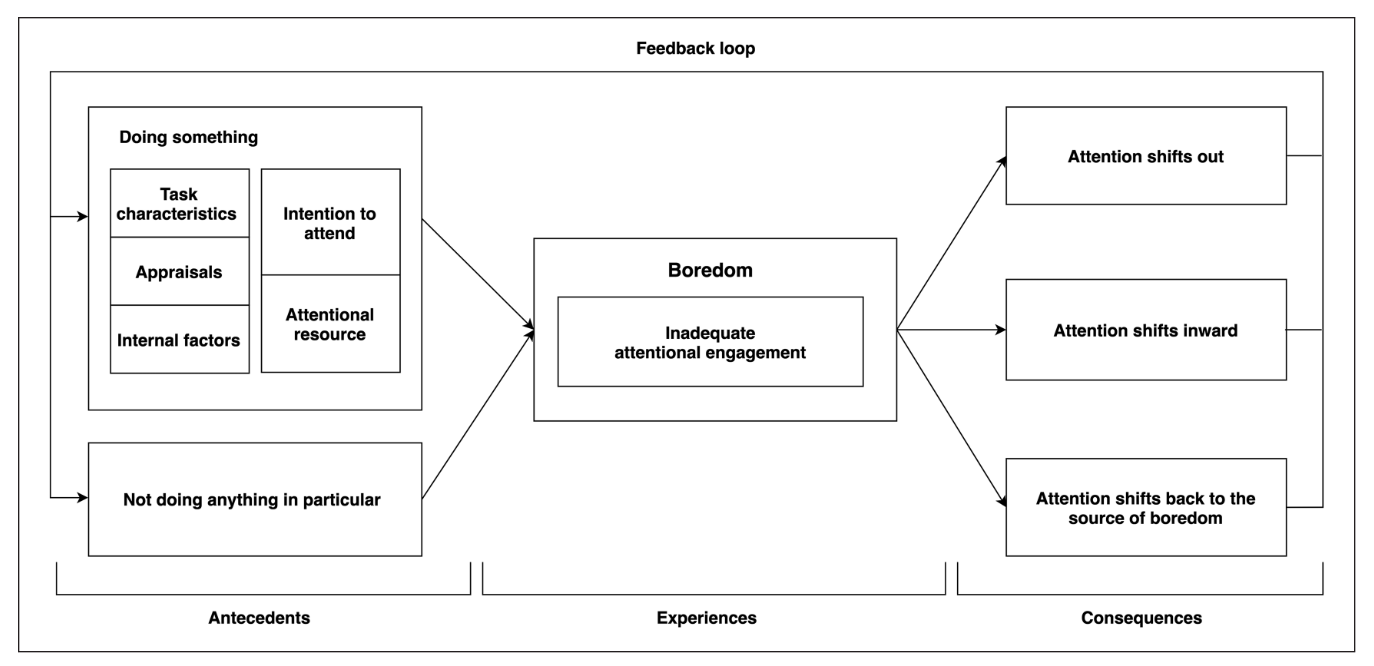 Feedback loop
Doing something
Task
characteristics
Appraisals
Internal factors
Intention to
attend
Attentional
resource
Not doing anything in particular
Boredom
Inadequate
attentional engagement
Attention shifts out
Attention shifts inward
Attention shifts back to the
source of boredom
Antecedents
Experiences
Consequences